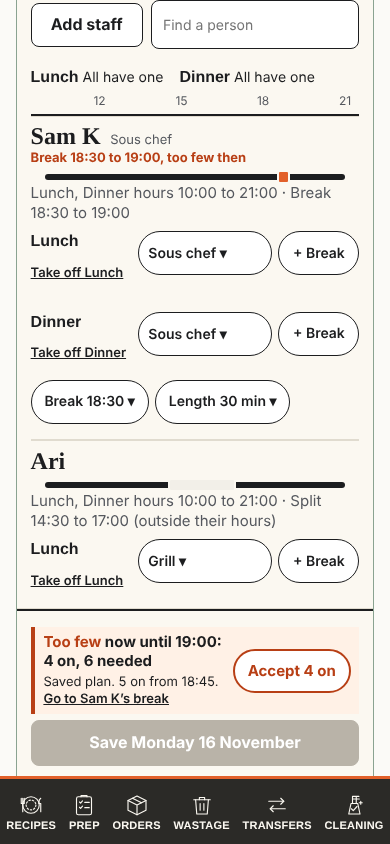 Add staff
Find a person
Lunch All have one Dinner All have one
12 15 18 21
Sam K Sous chef
Break 18:30 to 19:00, too few then
Lunch, Dinner hours 10:00 to 21:00 · Break
18:30 to 19:00
Lunch
Sous chef ▾
+ Break
Take off Lunch
Dinner
Sous chef ▾
+ Break
Take off Dinner
Break 18:30 ▾
Length 30 min ▾
Ari
Lunch, Dinner hours 10:00 to 21:00 · Split
14:30 to 17:00 (outside their hours)
Lunch
Grill ▾
+ Break
Take off Lunch
Too few now until 19:00:
4 on, 6 needed
Saved plan. 5 on from 18:45.
Go to Sam K’s break
Accept 4 on
Save Monday 16 November
RECIPES PREP ORDERS WASTAGE TRANSFERS CLEANING